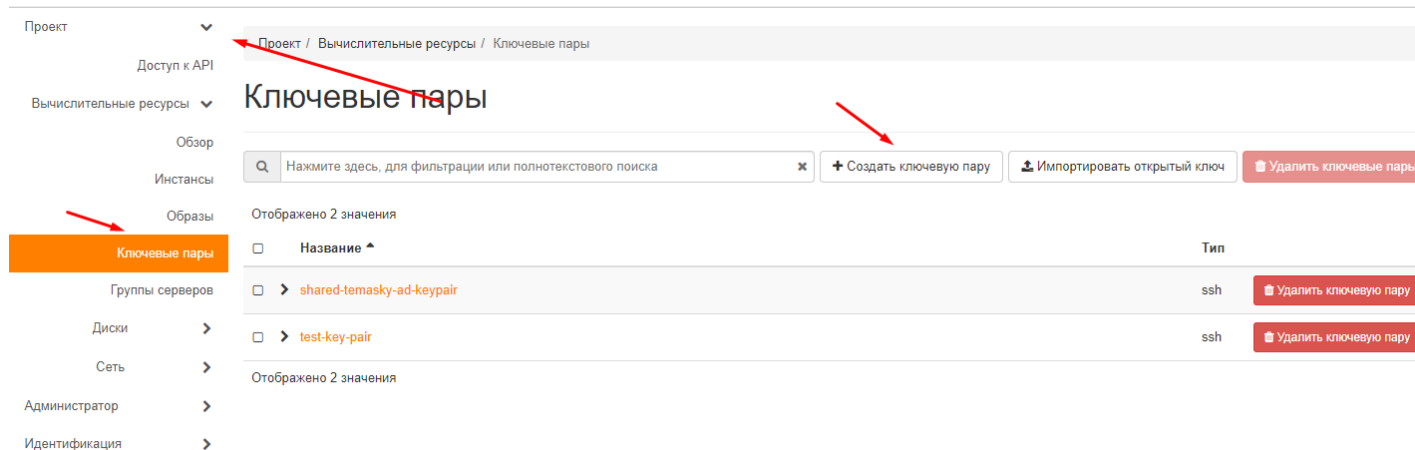 Проект
Доступ к API
Вычислительные ресурсы
Обзор
Инстансы
Образы
Ключевые пары
Группы серверов
Диски
Сеть
Администратор
Идентификация
Проект / Вычислительные ресурсы / Ключевые пары
Ключевые пары
Нажмите здесь, для фильтрации или полнотекстового поиска
+ Создать ключевую пару
Импортировать открытый ключ
Удалить ключевые пары
Отображено 2 значения
Название Тип
shared-temasky-ad-keypair ssh Удалить ключевую пару
test-key-pair ssh Удалить ключевую пару
Отображено 2 значения